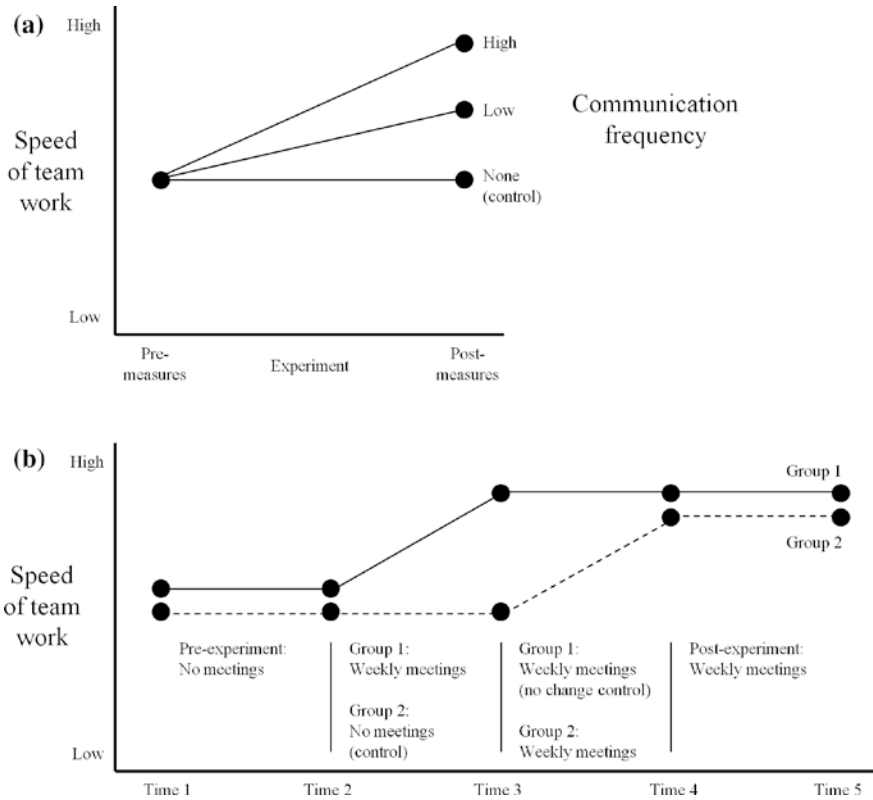 (a)
High
High
Low
Communication
frequency
Speed
of team
work
None
(control)
Low
Pre-
measures
Experiment
Post-
measures
(b)
High
Group 1
Group 2
Speed
of team
work
Pre-experiment:
No meetings
Group 1:
Weekly meetings
Group 2:
No meetings
(control)
Group 1:
Weekly meetings
(no change control)
Group 2:
Weekly meetings
Post-experiment:
Weekly meetings
Low
Time 1
Time 2
Time 3
Time 4
Time 5